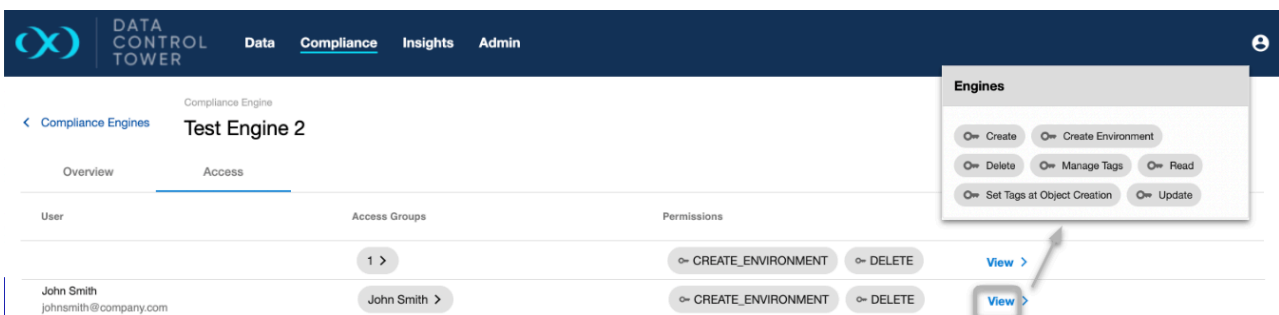 DATA
CONTROL
TOWER
Data Compliance Insights Admin
Engines
Create Create Environment
Delete Manage Tags Read
Set Tags at Object Creation Update
Compliance Engine
Compliance Engines Test Engine 2
Overview Access
User Access Groups Permissions
1 CREATE_ENVIRONMENT DELETE View
John Smith
johnsmith@company.com
John Smith CREATE_ENVIRONMENT DELETE View